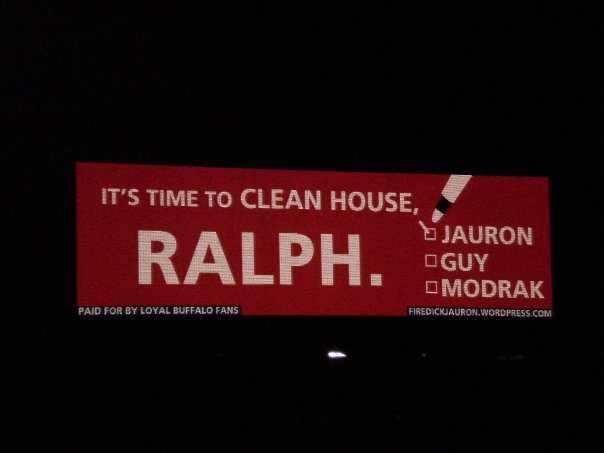 IT'S TIME TO CLEAN HOUSE,
RALPH.
JAURON
GUY
MODRAK
PAID FOR BY LOYAL BUFFALO FANS
FIREDICKJAURON.WORDPRESS.COM